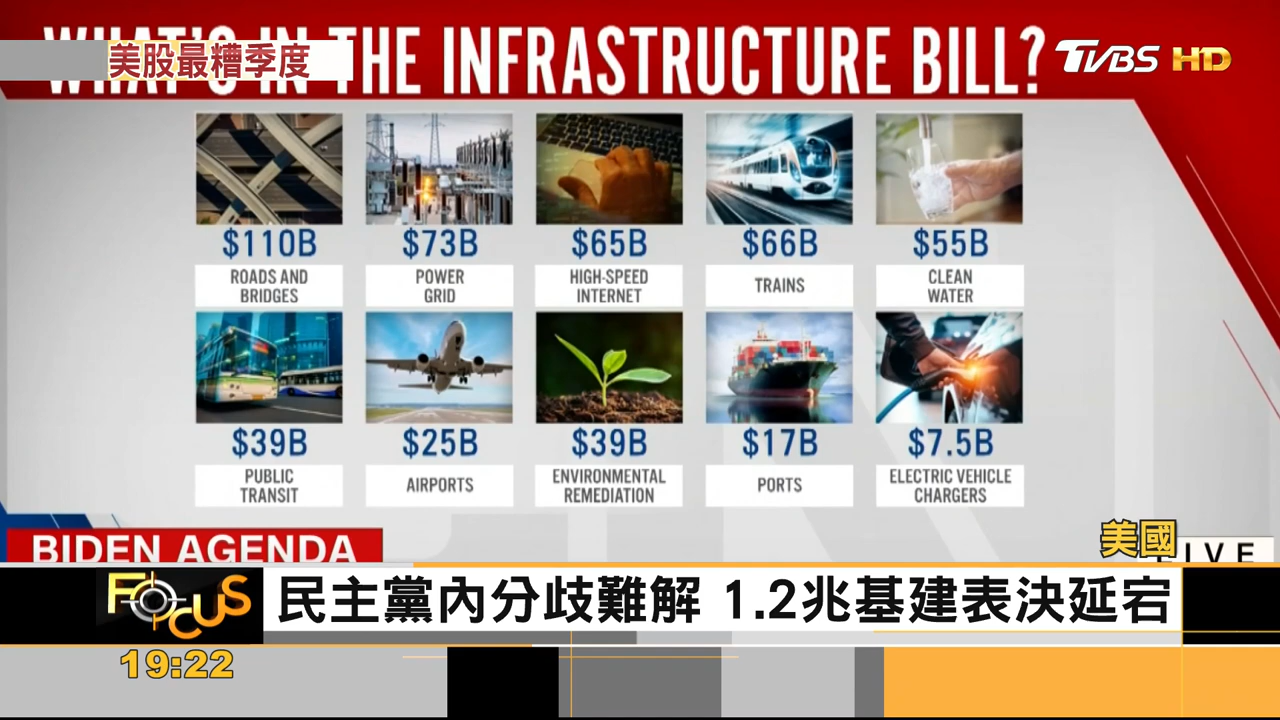 WHAT'S IN THE INFRASTRUCTURE BILL?
美股最糟季度
TVBS HD
$110B
ROADS AND
BRIDGES
$73B
POWER
GRID
$65B
HIGH-SPEED
INTERNET
$66B
TRAINS
$55B
CLEAN
WATER
$39B
PUBLIC
TRANSIT
$25B
AIRPORTS
$39B
ENVIRONMENTAL
REMEDIATION
$17B
PORTS
$7.5B
ELECTRIC VEHICLE
CHARGERS
BIDEN AGENDA
美國
LIVE
FOCUS
民主黨內分歧難解 1.2兆基建表決延宕
19:22